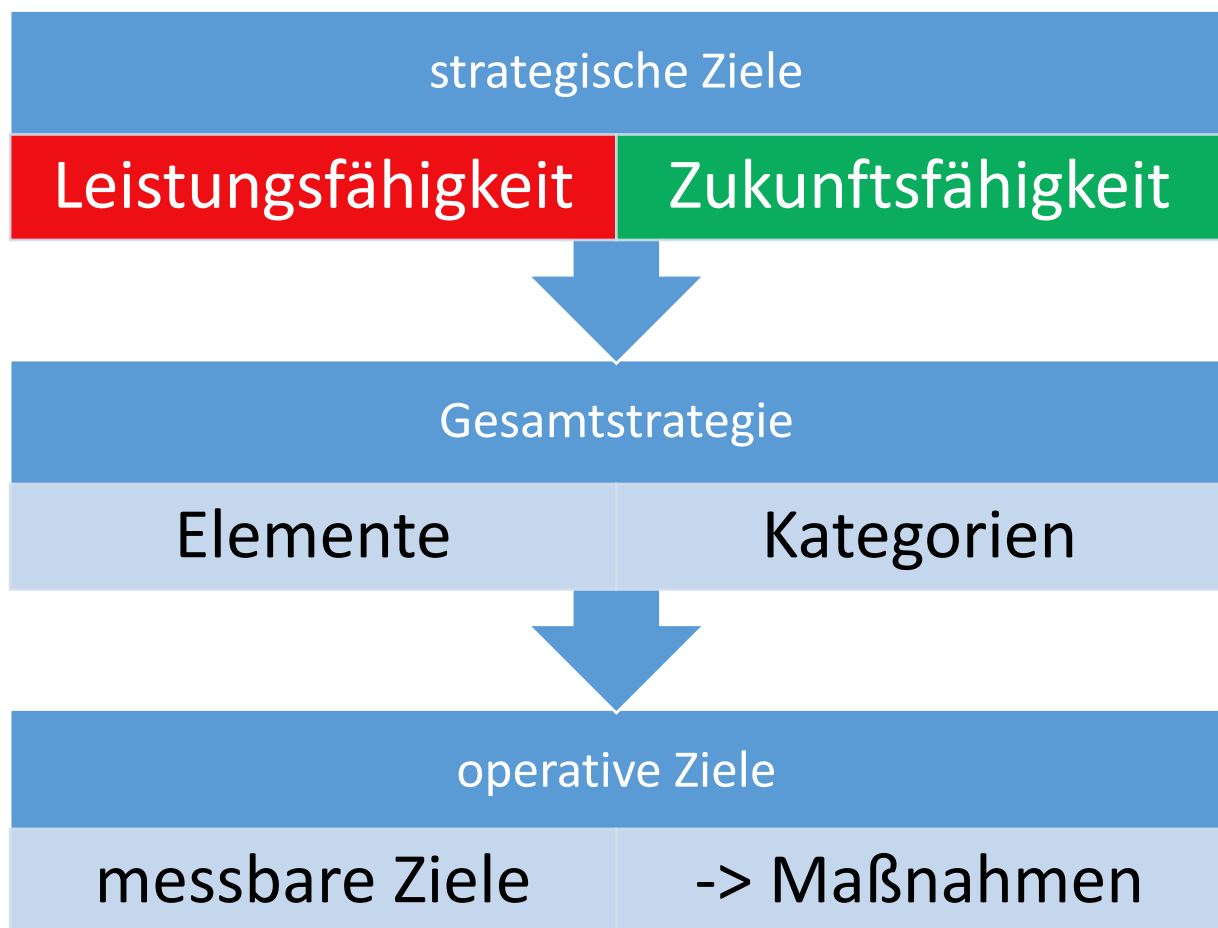 strategische Ziele
Leistungsfähigkeit
Zukunftsfähigkeit
Gesamtstrategie
Elemente
Kategorien
operative Ziele
messbare Ziele
-> Maßnahmen